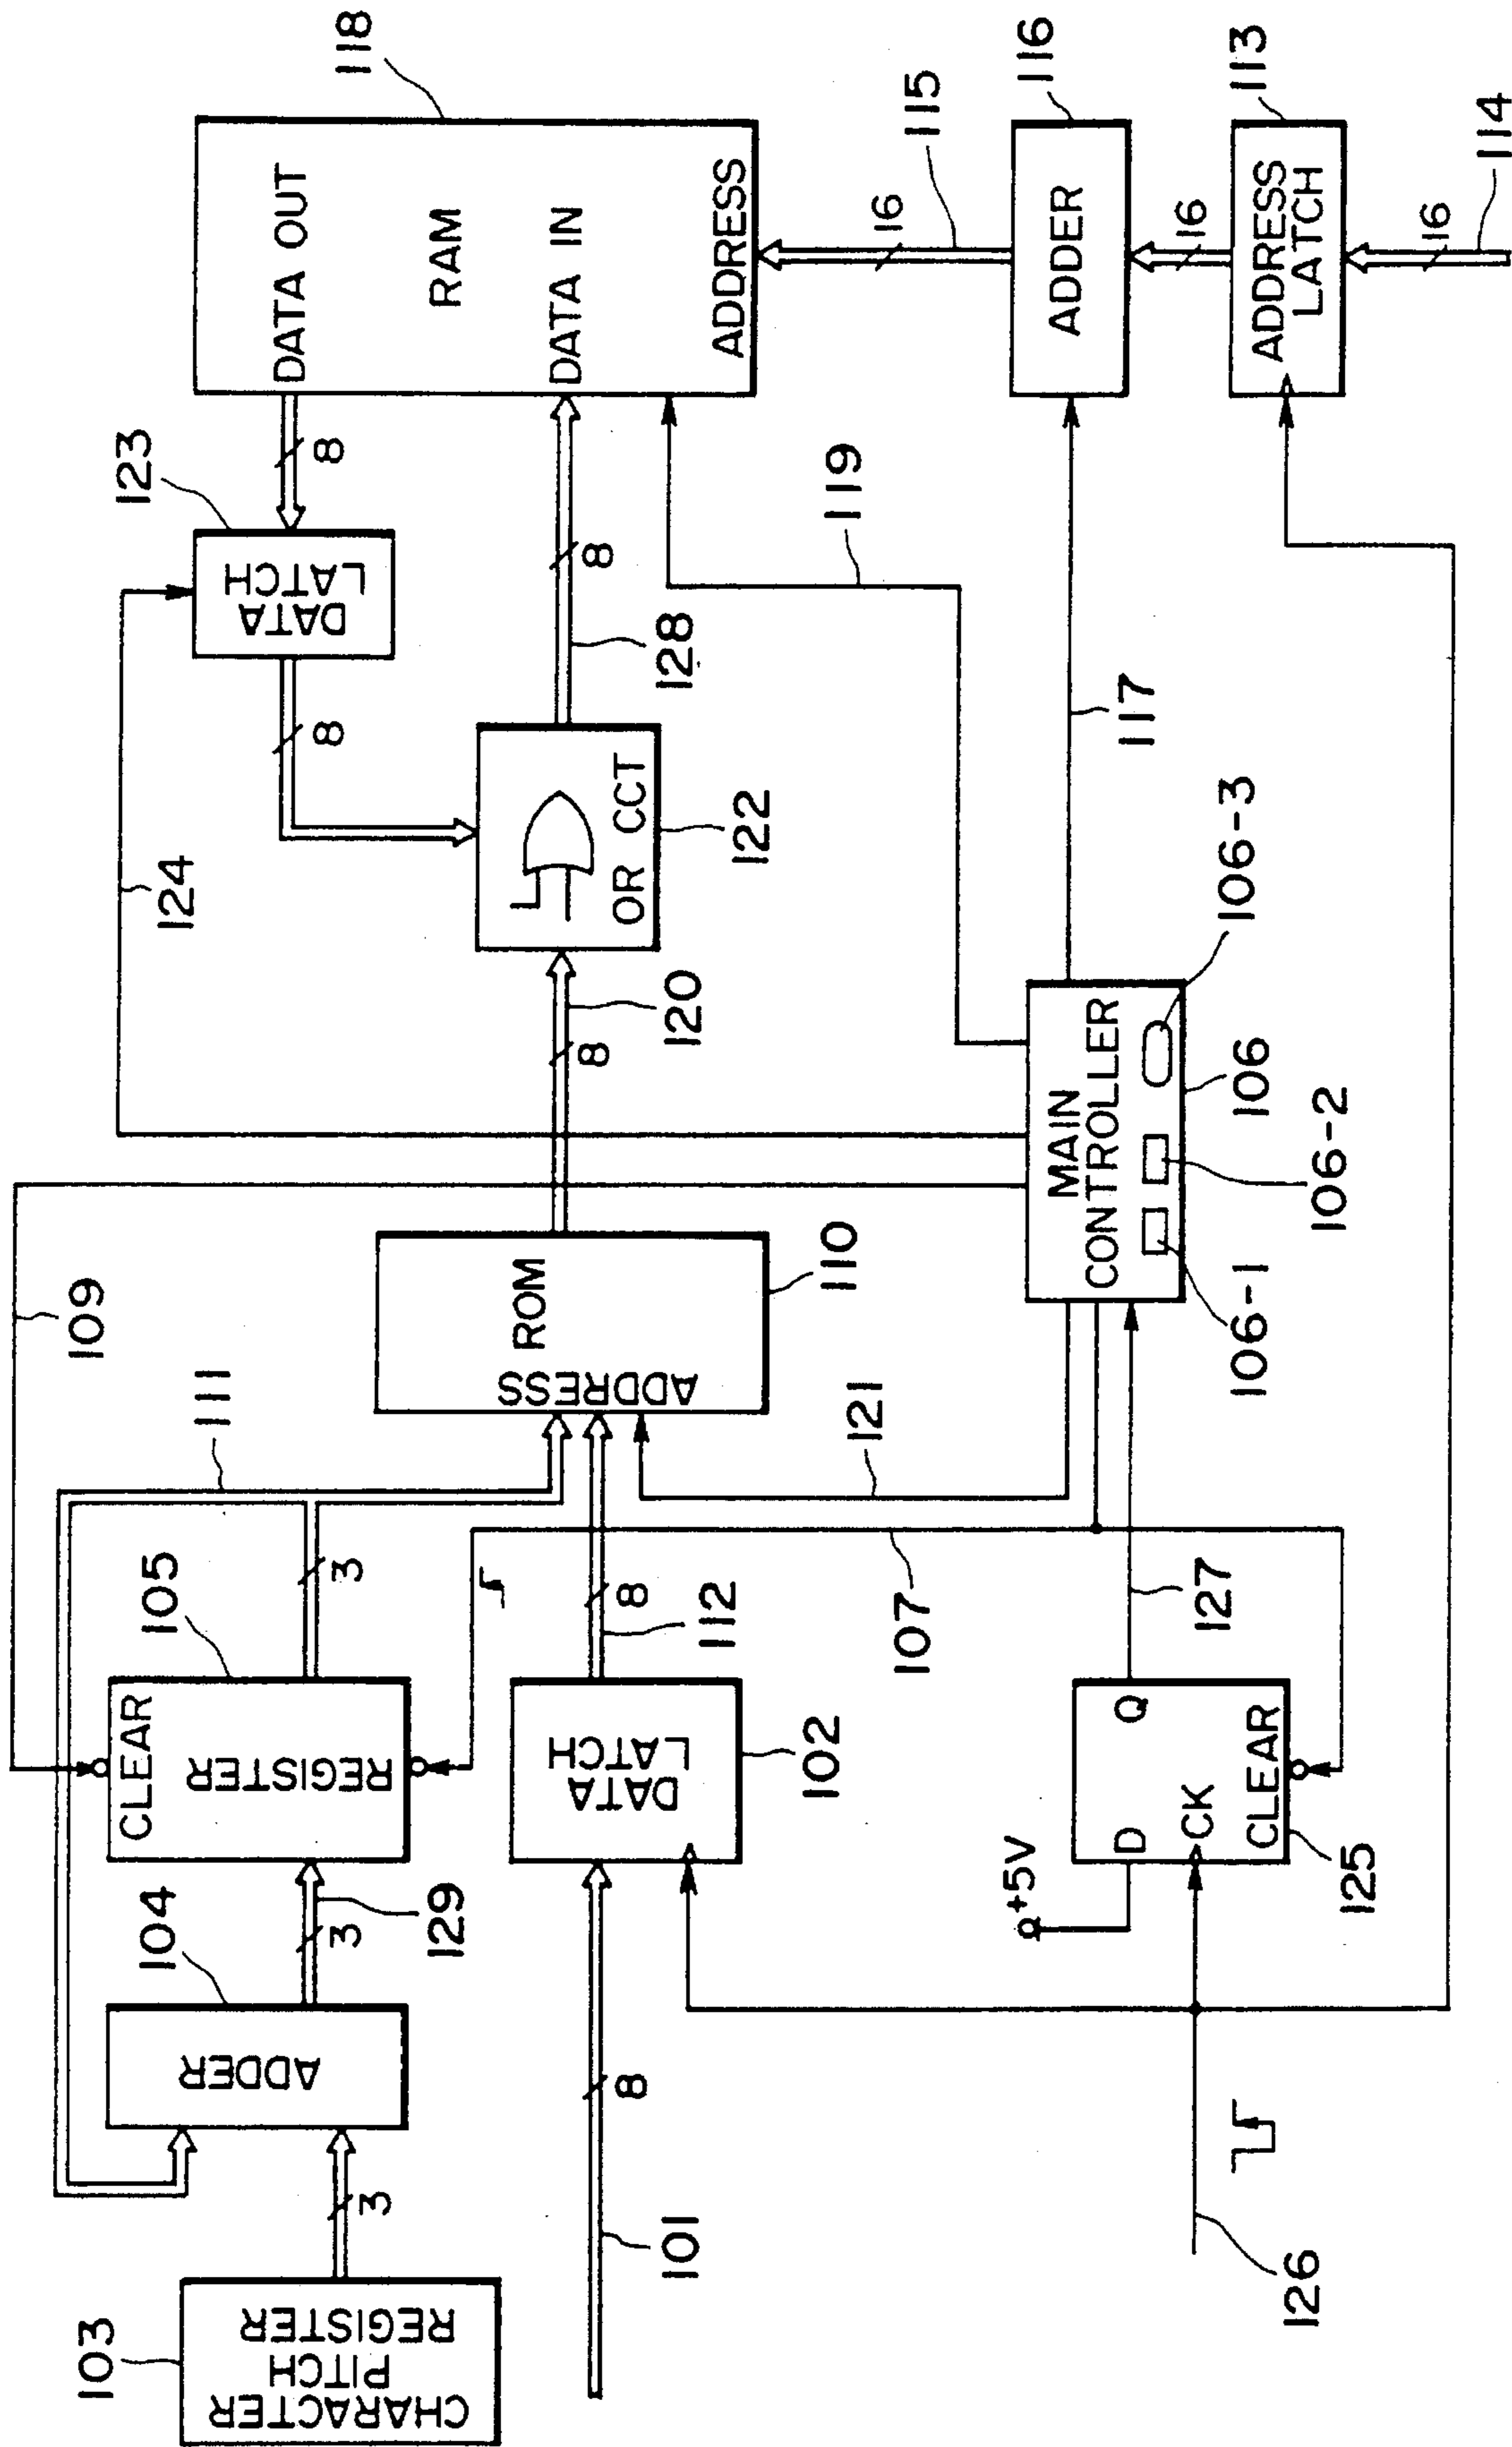 103
CHARACTER
PITCH
REGISTER
3
104
ADDER
3
129
105
CLEAR
REGISTER
3
111
109
101
8
102
DATA
LATCH
8
112
107
121
ROM
ADDRESS
110
8
120
124
123
DATA
LATCH
8
8
OR CCT
122
8
128
118
DATA OUT
RAM
DATA IN
ADDRESS
119
16
115
116
ADDER
16
113
ADDRESS
LATCH
16
114
117
MAIN
CONTROLLER
106-1
106-2
106
106-3
127
+5V
D
Q
CK
CLEAR
125
126